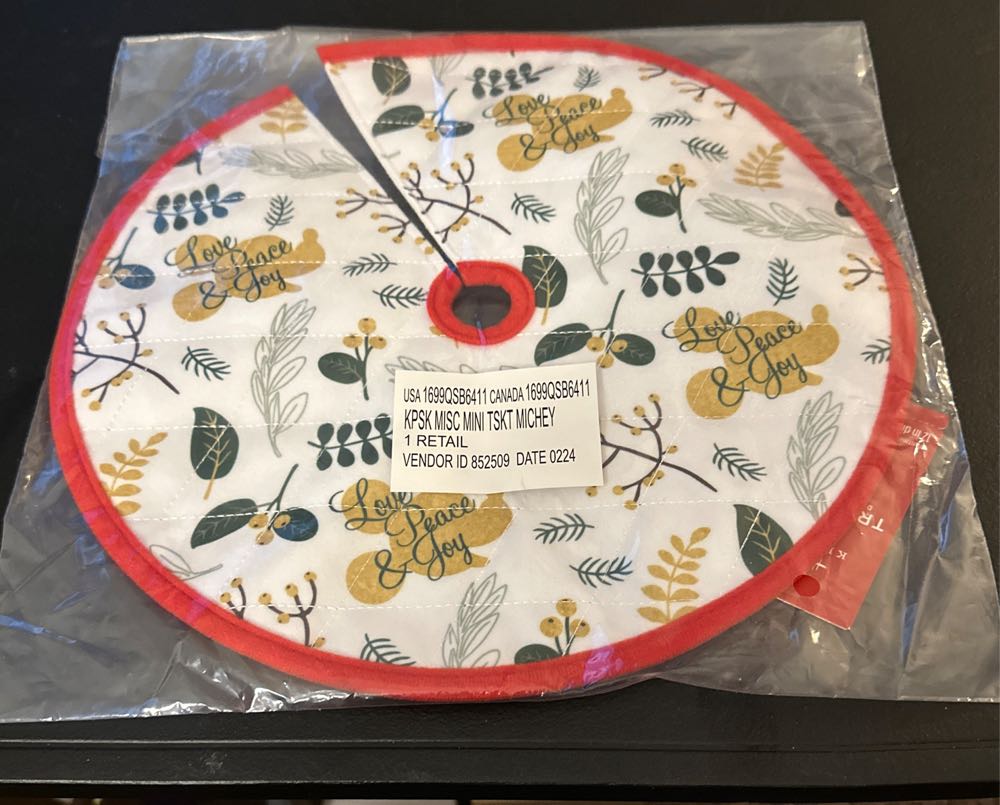 Love
Peace
& Joy
Love
Peace
& Joy
Love
Peace
& Joy
USA 1699QSB6411 CANADA 1699QSB6411
KPSK MISC MINI TSKT MICHEY
1 RETAIL
VENDOR ID 852509 DATE 0224
Love
Peace
& Joy
TR